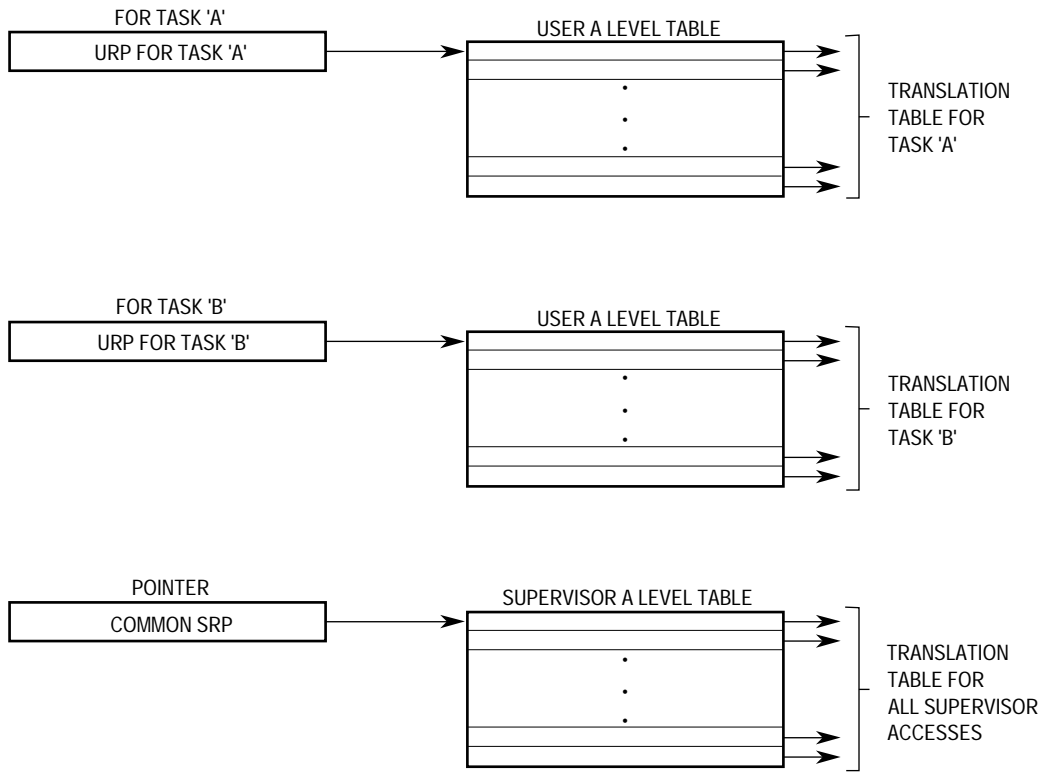 FOR TASK 'A'
URP FOR TASK 'A'
USER A LEVEL TABLE
TRANSLATION
TABLE FOR
TASK 'A'
FOR TASK 'B'
URP FOR TASK 'B'
USER A LEVEL TABLE
TRANSLATION
TABLE FOR
TASK 'B'
POINTER
COMMON SRP
SUPERVISOR A LEVEL TABLE
TRANSLATION
TABLE FOR
ALL SUPERVISOR
ACCESSES